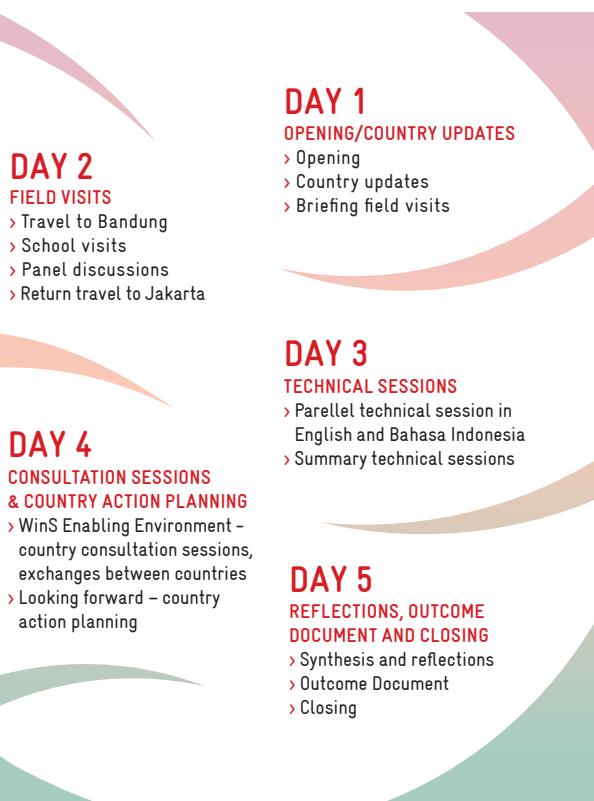 DAY 1
OPENING/COUNTRY UPDATES
› Opening
› Country updates
› Briefing field visits
DAY 2
FIELD VISITS
› Travel to Bandung
› School visits
› Panel discussions
› Return travel to Jakarta
DAY 3
TECHNICAL SESSIONS
› Parellel technical session in
English and Bahasa Indonesia
› Summary technical sessions
DAY 4
CONSULTATION SESSIONS
& COUNTRY ACTION PLANNING
› WinS Enabling Environment –
country consultation sessions,
exchanges between countries
› Looking forward – country
action planning
DAY 5
REFLECTIONS, OUTCOME
DOCUMENT AND CLOSING
› Synthesis and reflections
› Outcome Document
› Closing